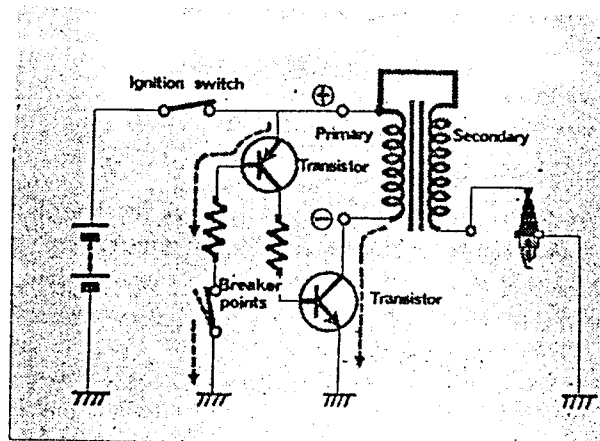 Ignition switch
+
Primary
Secondary
Transistor
−
Breaker
points
Transistor